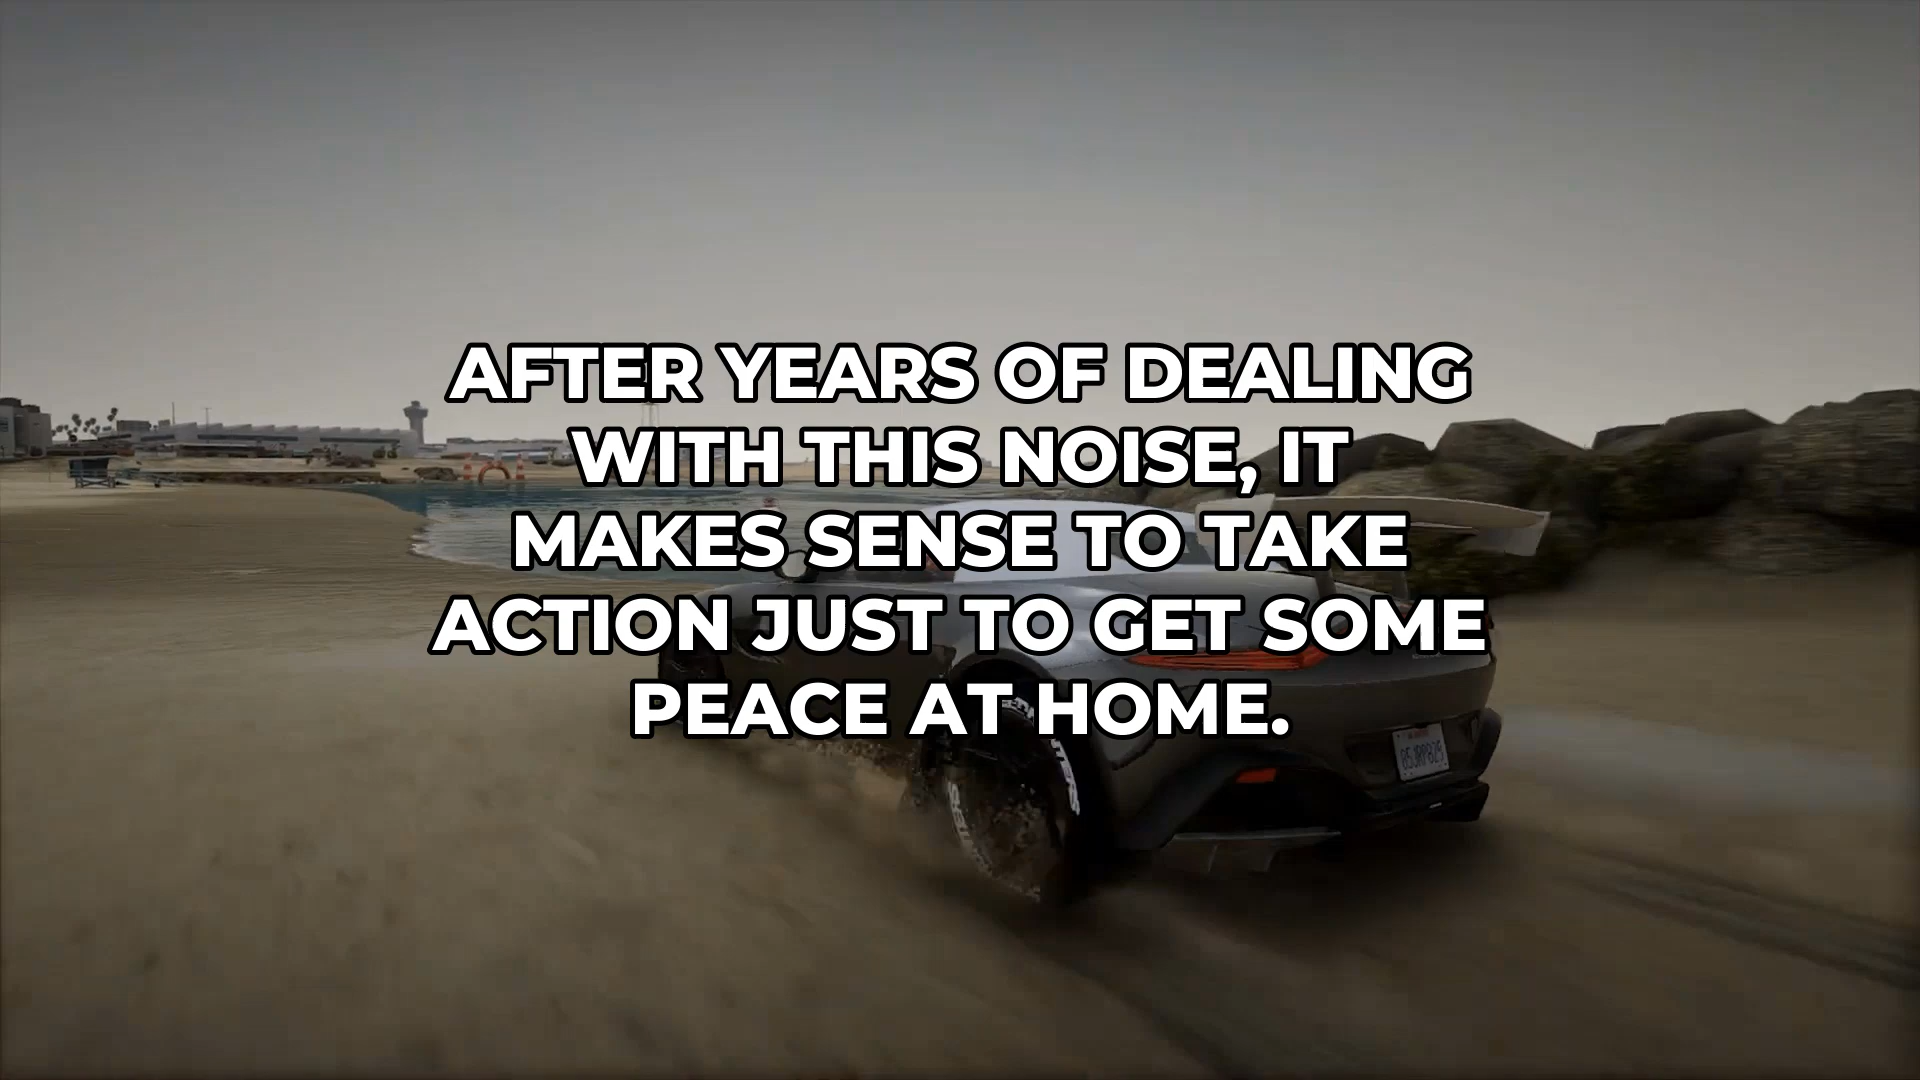 AFTER YEARS OF DEALING
WITH THIS NOISE, IT
MAKES SENSE TO TAKE
ACTION JUST TO GET SOME
PEACE AT HOME.